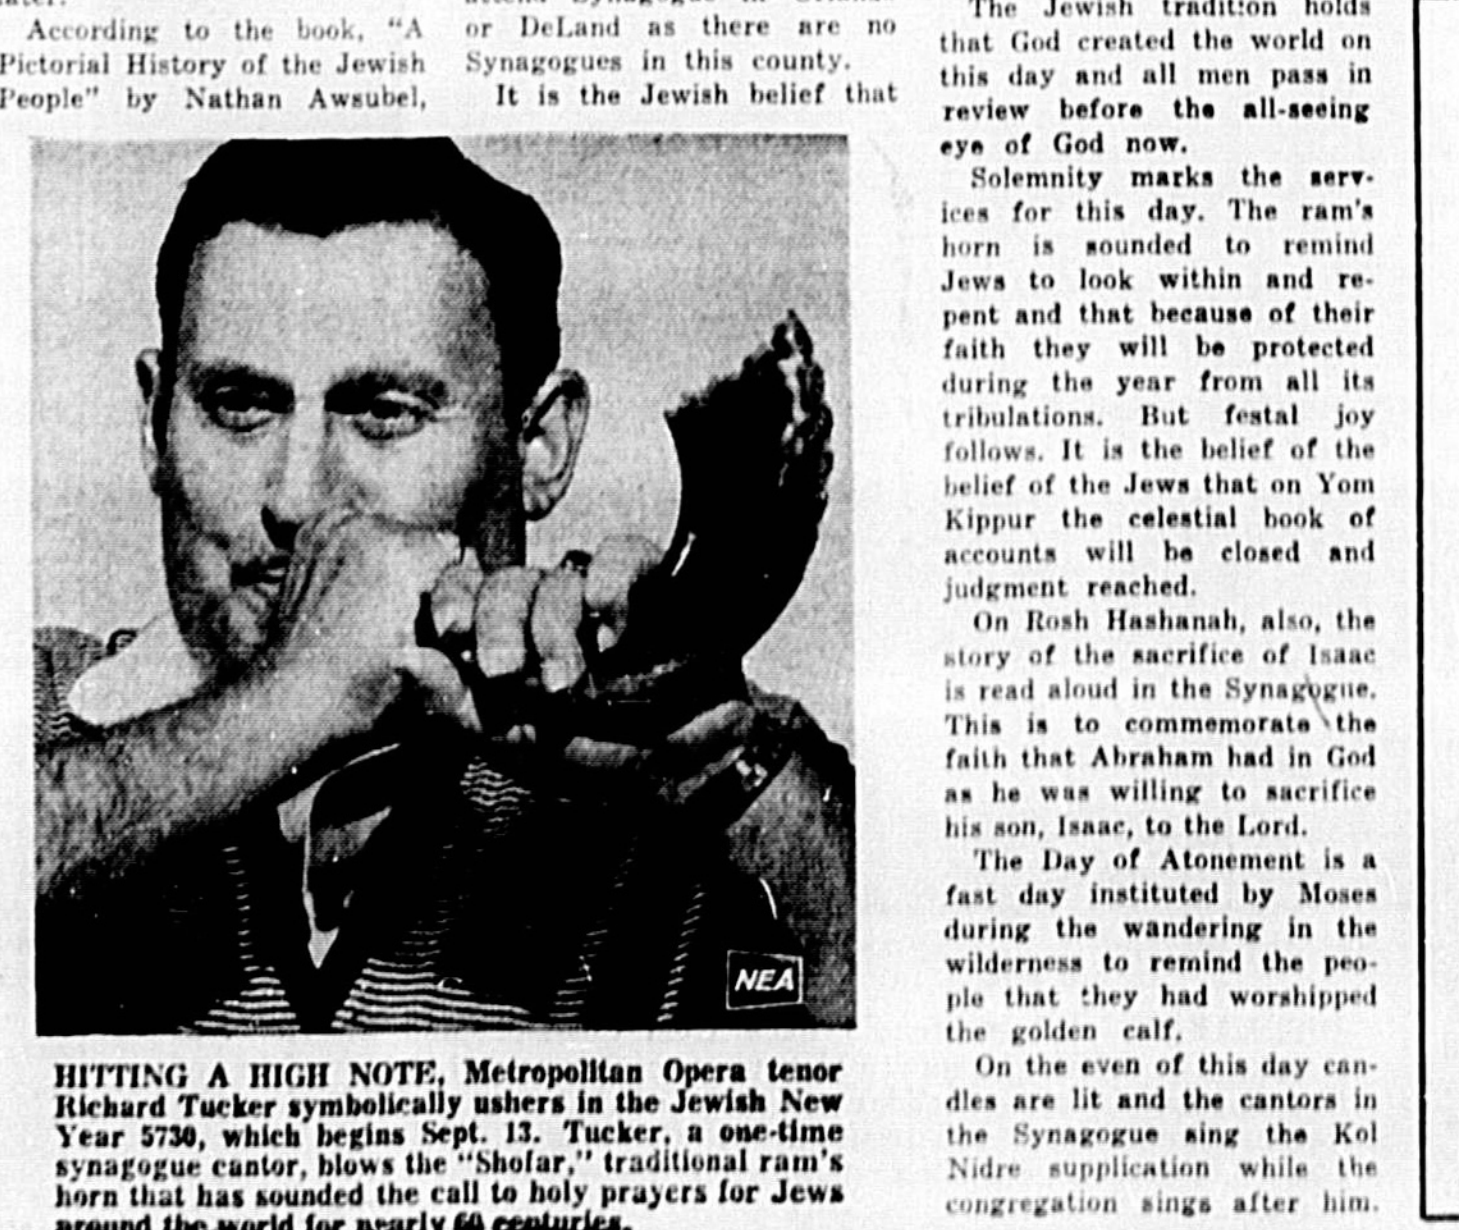 According to the book, "A
Pictorial History of the Jewish
People" by Nathan Awsubel,
or DeLand as there are no
Synagogues in this county.
It is the Jewish belief that
NEA
HITTING A HIGH NOTE, Metropolitan Opera tenor
Richard Tucker symbolically ushers in the Jewish New
Year 5730, which begins Sept. 13. Tucker, a one-time
synagogue cantor, blows the "Shofar," traditional ram's
horn that has sounded the call to holy prayers for Jews
around the world for nearly 60 centuries.
The Jewish tradition holds
that God created the world on
this day and all men pass in
review before the all-seeing
eye of God now.
Solemnity marks the serv-
ices for this day. The ram's
horn is sounded to remind
Jews to look within and re-
pent and that because of their
faith they will be protected
during the year from all its
tribulations. But festal joy
follows. It is the belief of the
belief of the Jews that on Yom
Kippur the celestial book of
accounts will be closed and
judgment reached.
On Rosh Hashanah, also, the
story of the sacrifice of Isaac
is read aloud in the Synagogue.
This is to commemorate the
faith that Abraham had in God
as he was willing to sacrifice
his son, Isaac, to the Lord.
The Day of Atonement is a
fast day instituted by Moses
during the wandering in the
wilderness to remind the peo-
ple that they had worshipped
the golden calf.
On the even of this day can-
dles are lit and the cantors in
the Synagogue sing the Kol
Nidre supplication while the
congregation sings after him.